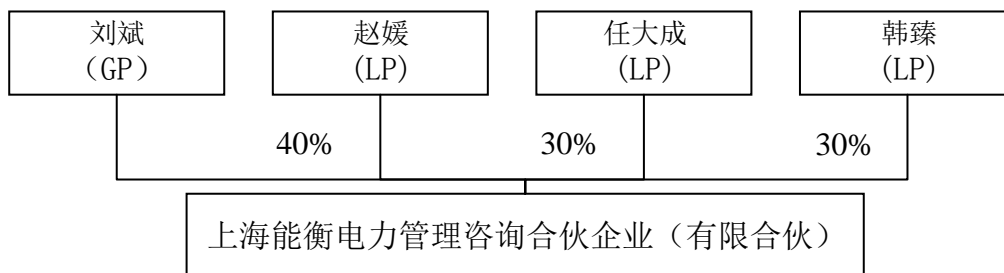 刘斌
（GP）
赵媛
(LP)
任大成
(LP)
韩臻
(LP)
40%
30%
30%
上海能衡电力管理咨询合伙企业（有限合伙）